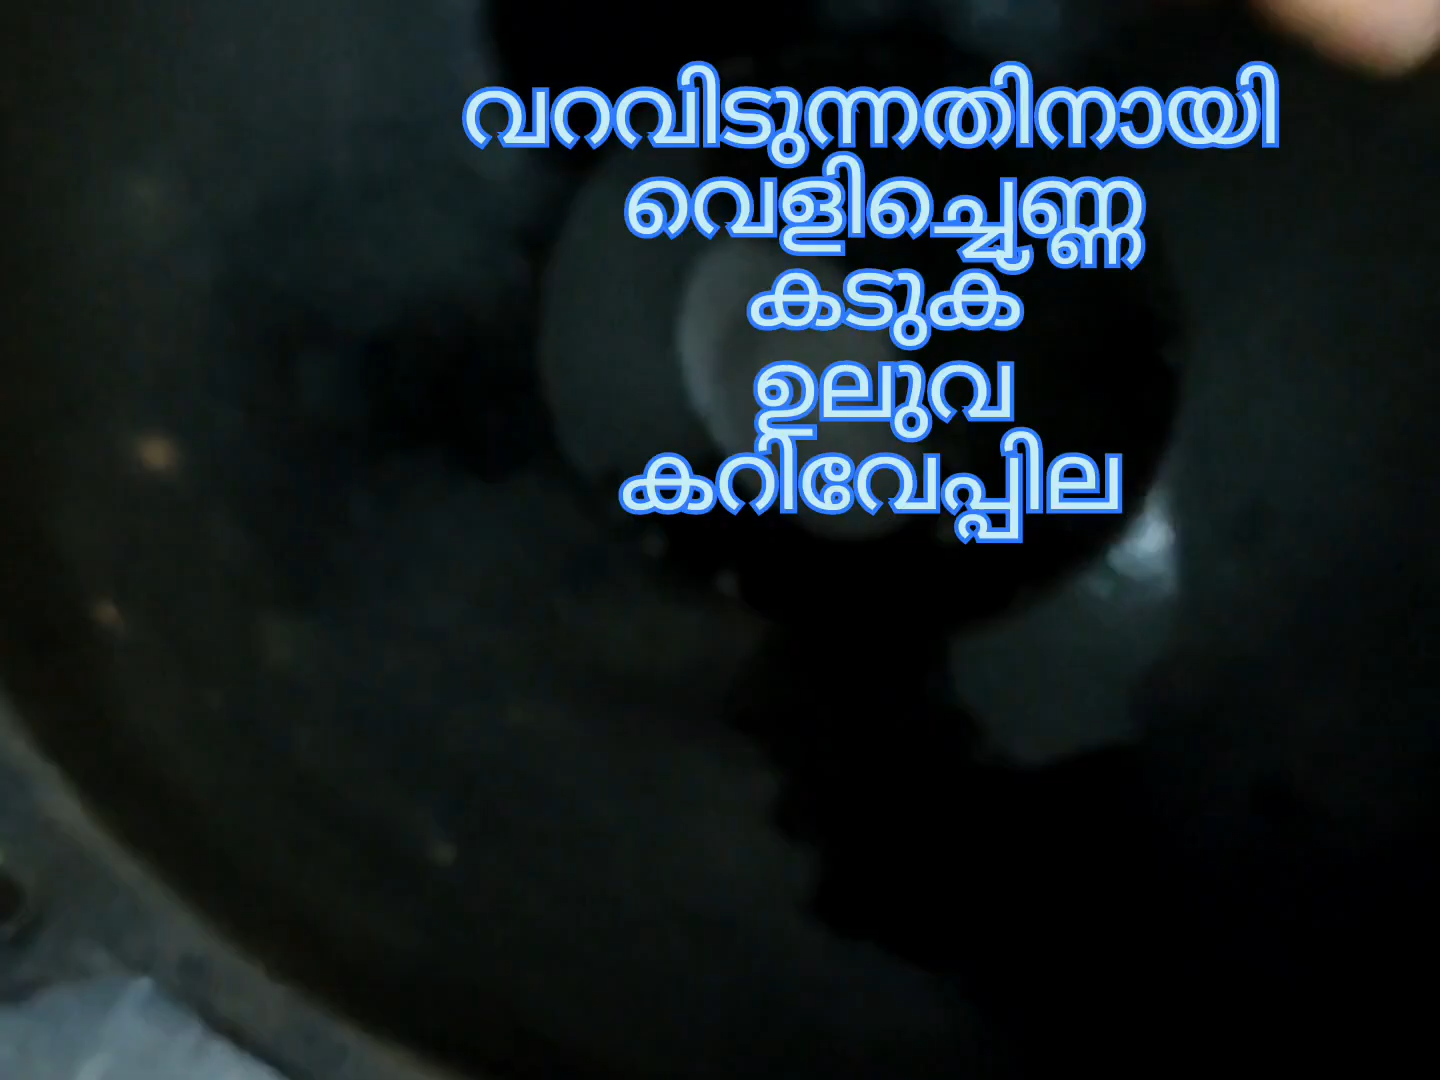 വറവിടുന്നതിനായി
വെളിച്ചെണ്ണ
കടുക
ഉലുവ
കറിവേപ്പില